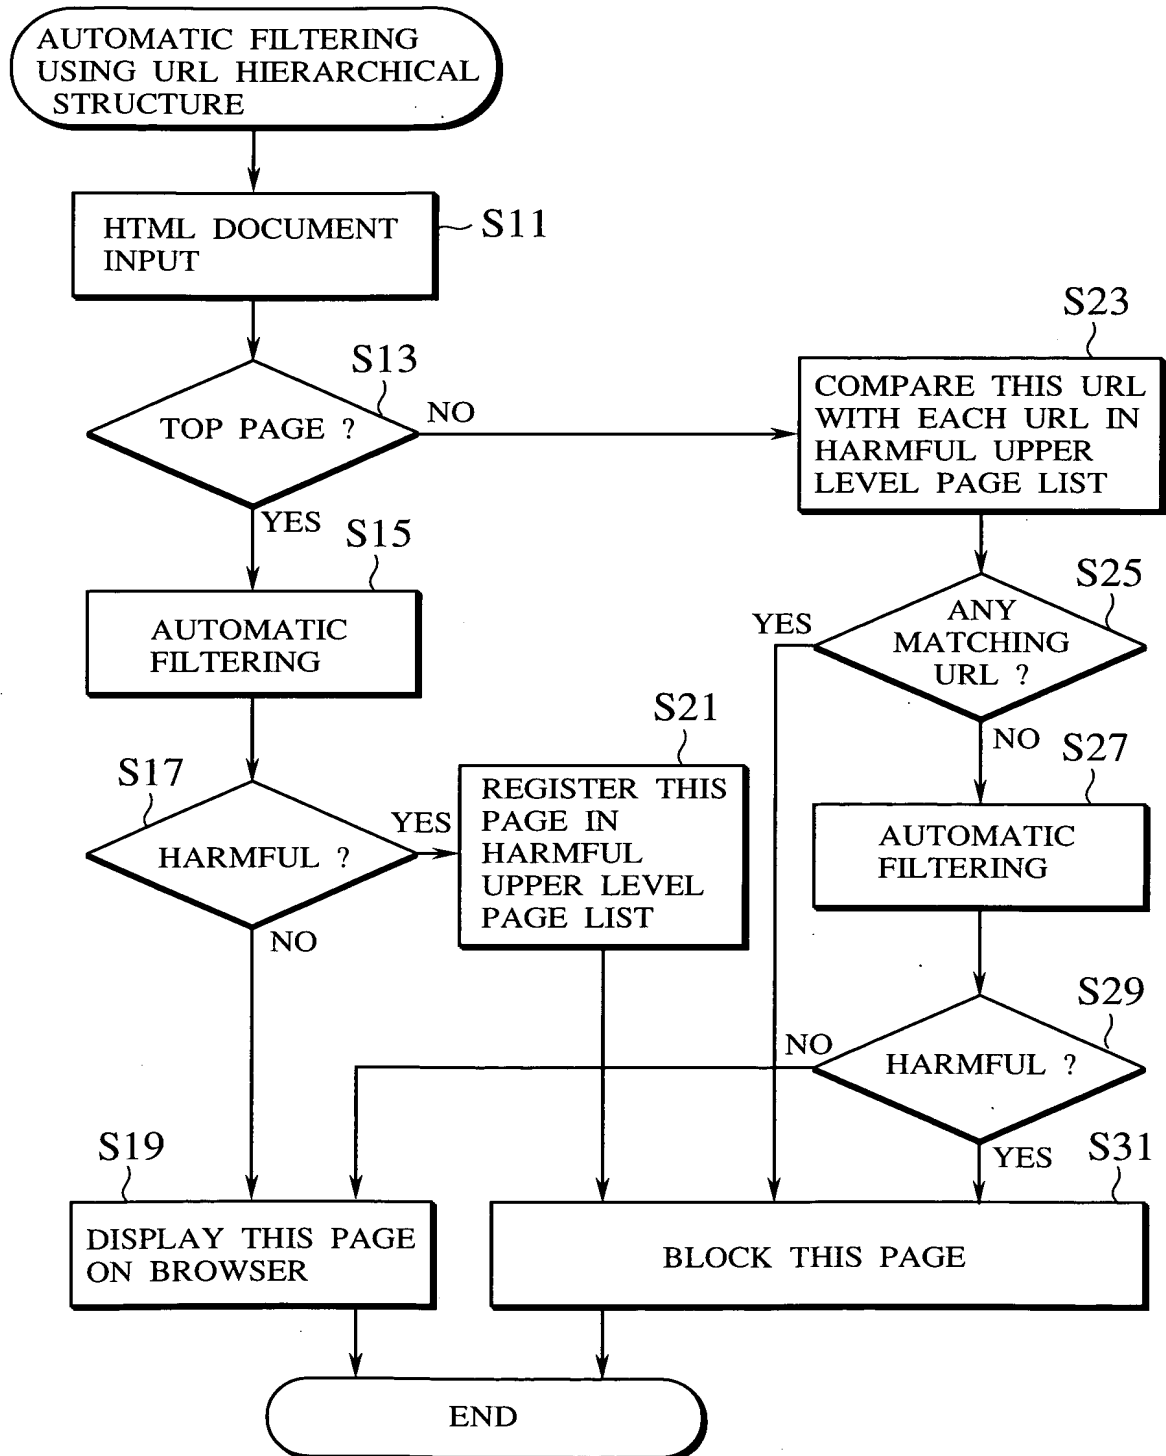 AUTOMATIC FILTERING
USING URL HIERARCHICAL
STRUCTURE
HTML DOCUMENT
INPUT
S11
S13
TOP PAGE ?
NO
YES
S15
AUTOMATIC
FILTERING
S17
HARMFUL ?
YES
NO
S21
REGISTER THIS
PAGE IN
HARMFUL
UPPER LEVEL
PAGE LIST
S23
COMPARE THIS URL
WITH EACH URL IN
HARMFUL UPPER
LEVEL PAGE LIST
S25
ANY
MATCHING
URL ?
YES
NO
S27
AUTOMATIC
FILTERING
S29
HARMFUL ?
NO
YES
S19
DISPLAY THIS PAGE
ON BROWSER
S31
BLOCK THIS PAGE
END